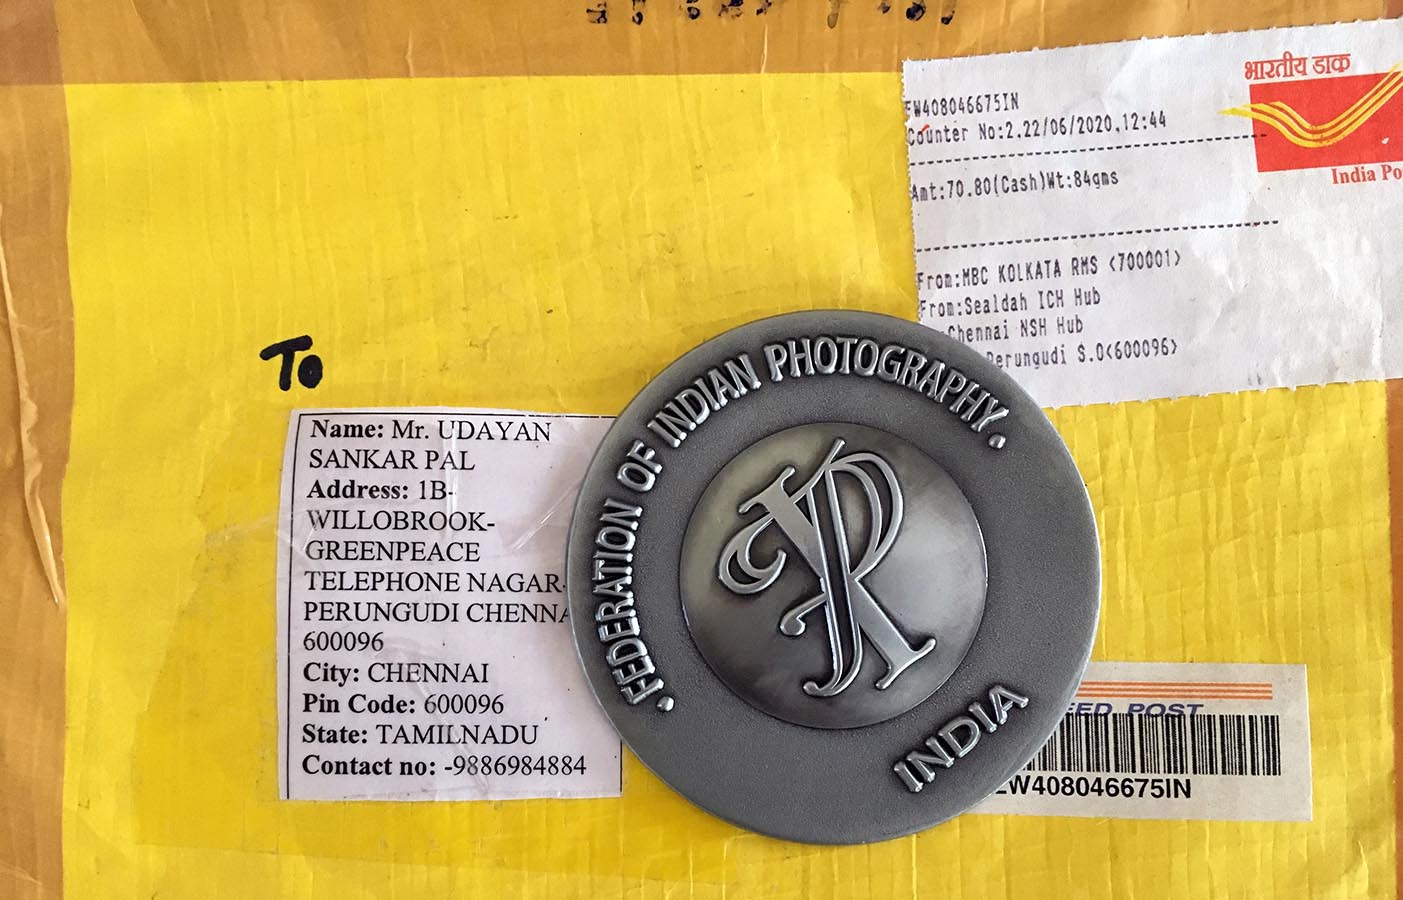 भारतीय डाक
India Po
EW408046675IN
Counter No:2,22/06/2020,12:44
Amt:70.80(Cash)Wt:84gms
From:MBC KOLKATA RMS <700001>
From:Sealdah ICH Hub
Chennai NSH Hub
Perungudi S.O<600096>
To
Name: Mr. UDAYAN
SANKAR PAL
Address: 1B-
WILLOBROOK-
GREENPEACE
TELEPHONE NAGAR-
PERUNGUDI CHENNA
600096
City: CHENNAI
Pin Code: 600096
State: TAMILNADU
Contact no: -9886984884
.FEDERATION OF INDIAN PHOTOGRAPHY.
INDIA
EED POST
EW408046675IN